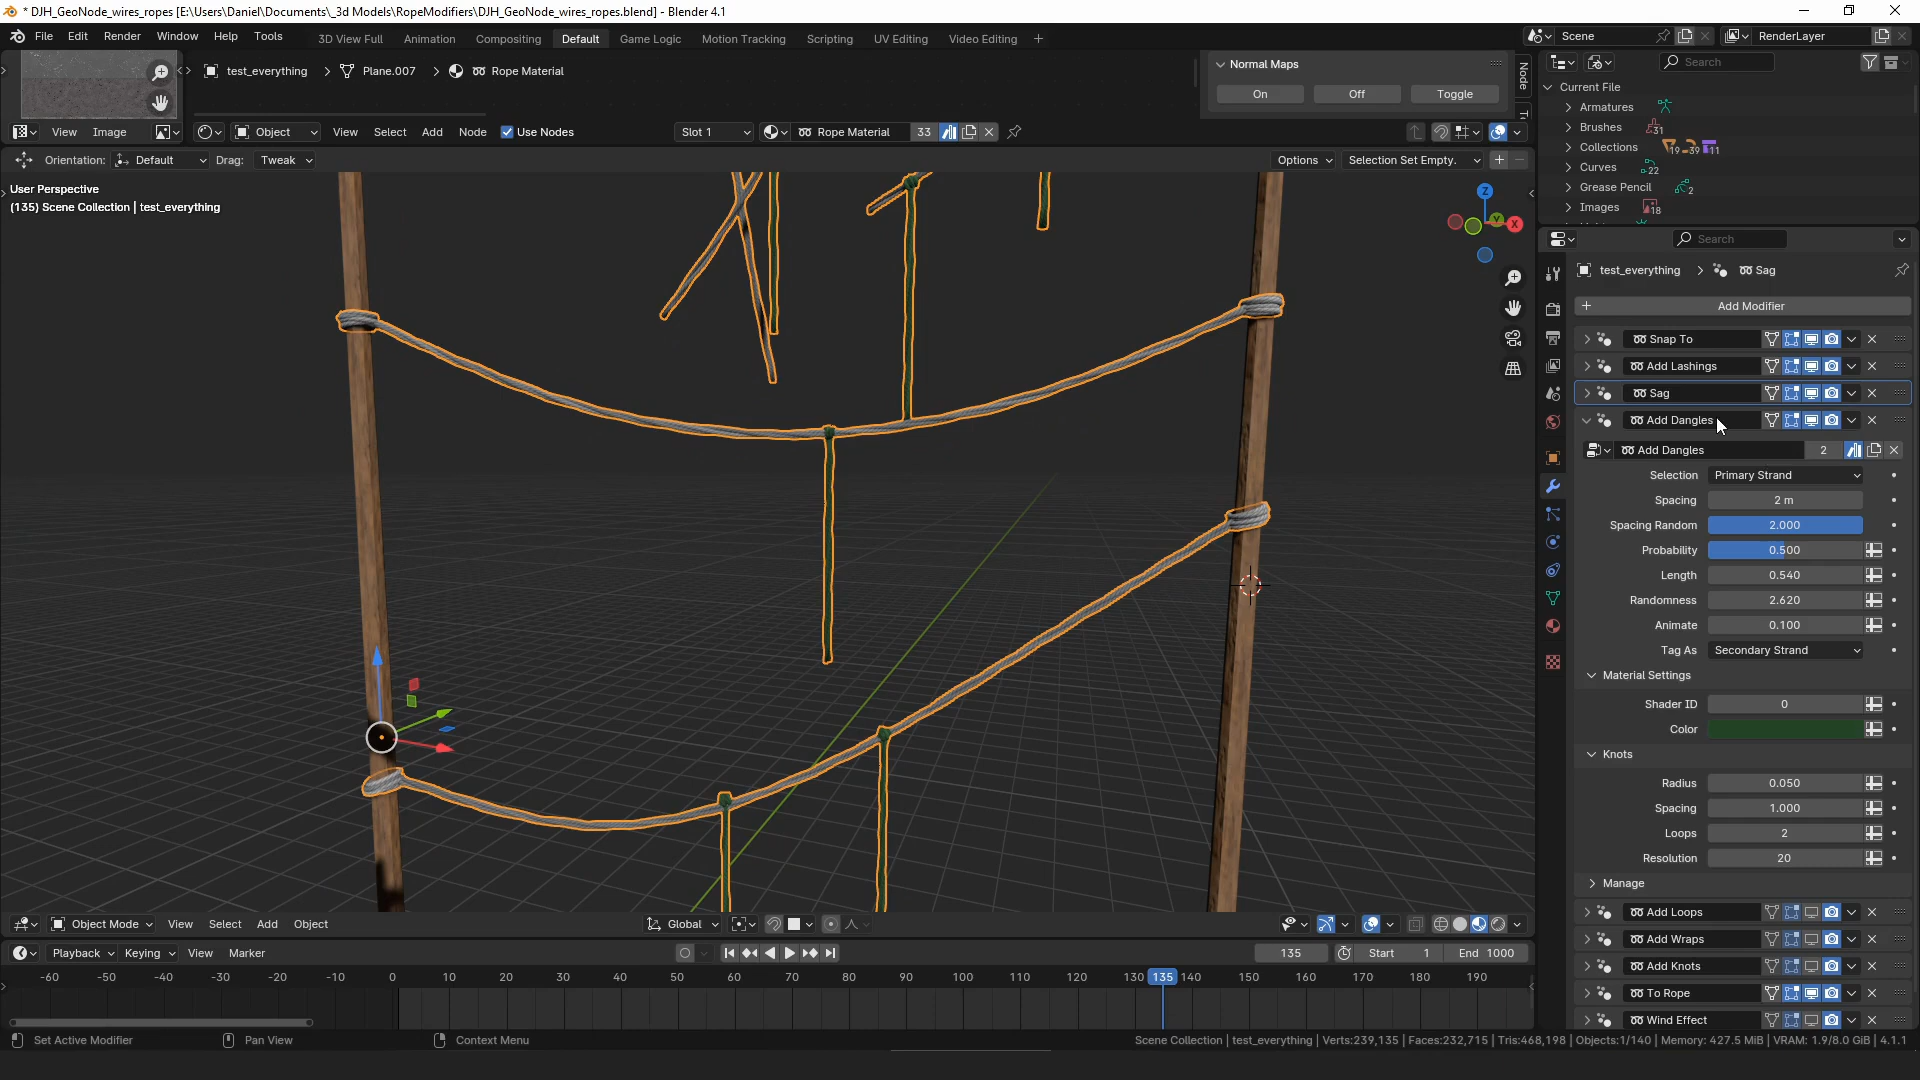 * DJH_GeoNode_wires_ropes [E:\Users\Daniel\Documents\_3d Models\RopeModifiers\DJH_GeoNode_wires_ropes.blend] - Blender 4.1
File Edit Render Window Help Tools 3D View Full Animation Compositing Default Game Logic Motion Tracking Scripting UV Editing Video Editing + Scene RenderLayer
test_everything > Plane.007 > Rope Material
Normal Maps
On Off Toggle
Node
View Image Object View Select Add Node Use Nodes Slot 1 Rope Material 33
Orientation: Default Drag: Tweak Options Selection Set Empty.
User Perspective
(135) Scene Collection | test_everything
Z
Y
X
Search
Current File
Armatures
Brushes 31
Collections 19 39 11
Curves 22
Grease Pencil 2
Images 18
Search
test_everything > Sag
+ Add Modifier
Snap To
Add Lashings
Sag
Add Dangles
Add Dangles 2
Selection Primary Strand
Spacing 2 m
Spacing Random 2.000
Probability 0.500
Length 0.540
Randomness 2.620
Animate 0.100
Tag As Secondary Strand
Material Settings
Shader ID 0
Color
Knots
Radius 0.050
Spacing 1.000
Loops 2
Resolution 20
Manage
Add Loops
Add Wraps
Add Knots
To Rope
Wind Effect
Object Mode View Select Add Object Global
Playback Keying View Marker 135 Start 1 End 1000
-60 -50 -40 -30 -20 -10 0 10 20 30 40 50 60 70 80 90 100 110 120 130 135 140 150 160 170 180 190
Set Active Modifier Pan View Context Menu Scene Collection | test_everything | Verts:239,135 | Faces:232,715 | Tris:468,198 | Objects:1/140 | Memory: 427.5 MiB | VRAM: 1.9/8.0 GiB | 4.1.1